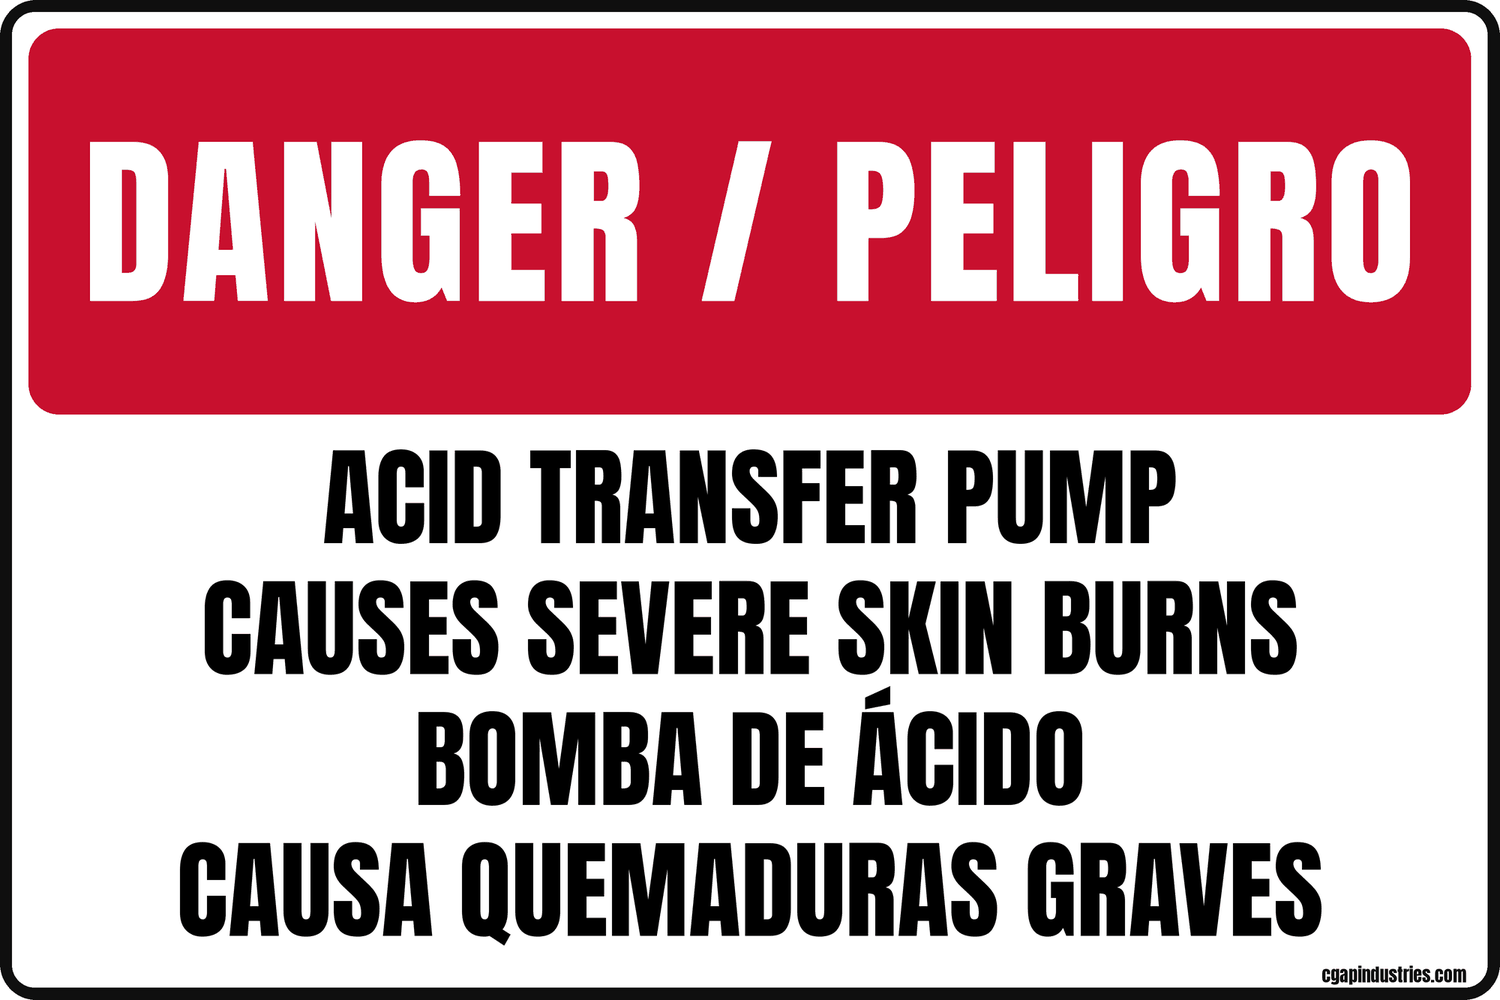 DANGER / PELIGRO
ACID TRANSFER PUMP
CAUSES SEVERE SKIN BURNS
BOMBA DE ÁCIDO
CAUSA QUEMADURAS GRAVES
cgapindustries.com